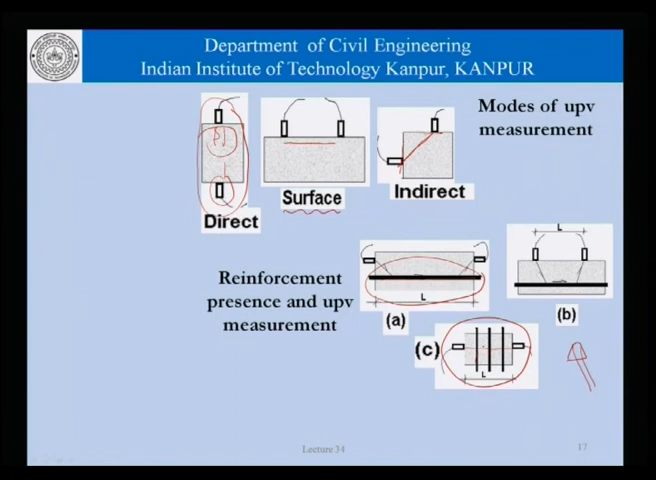 Department of Civil Engineering
Indian Institute of Technology Kanpur, KANPUR
Modes of upv
measurement
Direct
Surface
Indirect
Reinforcement
presence and upv
measurement
L
(a)
L
(b)
(c)
L
Lecture 34
17